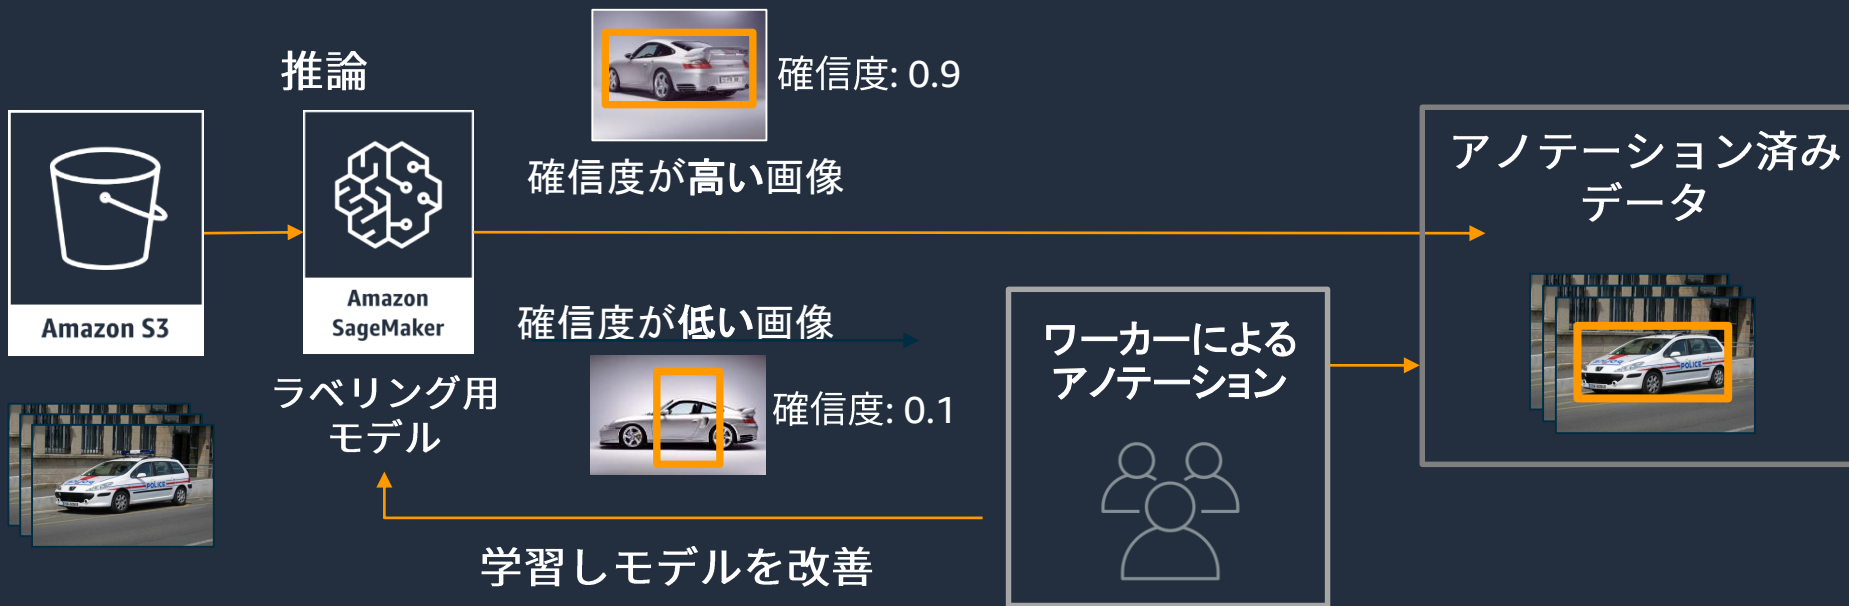 推論
確信度: 0.9
確信度が高い画像
Amazon S3
Amazon
SageMaker
ラベリング用
モデル
確信度が低い画像
確信度: 0.1
学習しモデルを改善
ワーカーによる
アノテーション
アノテーション済み
データ
POLICE
POLICE